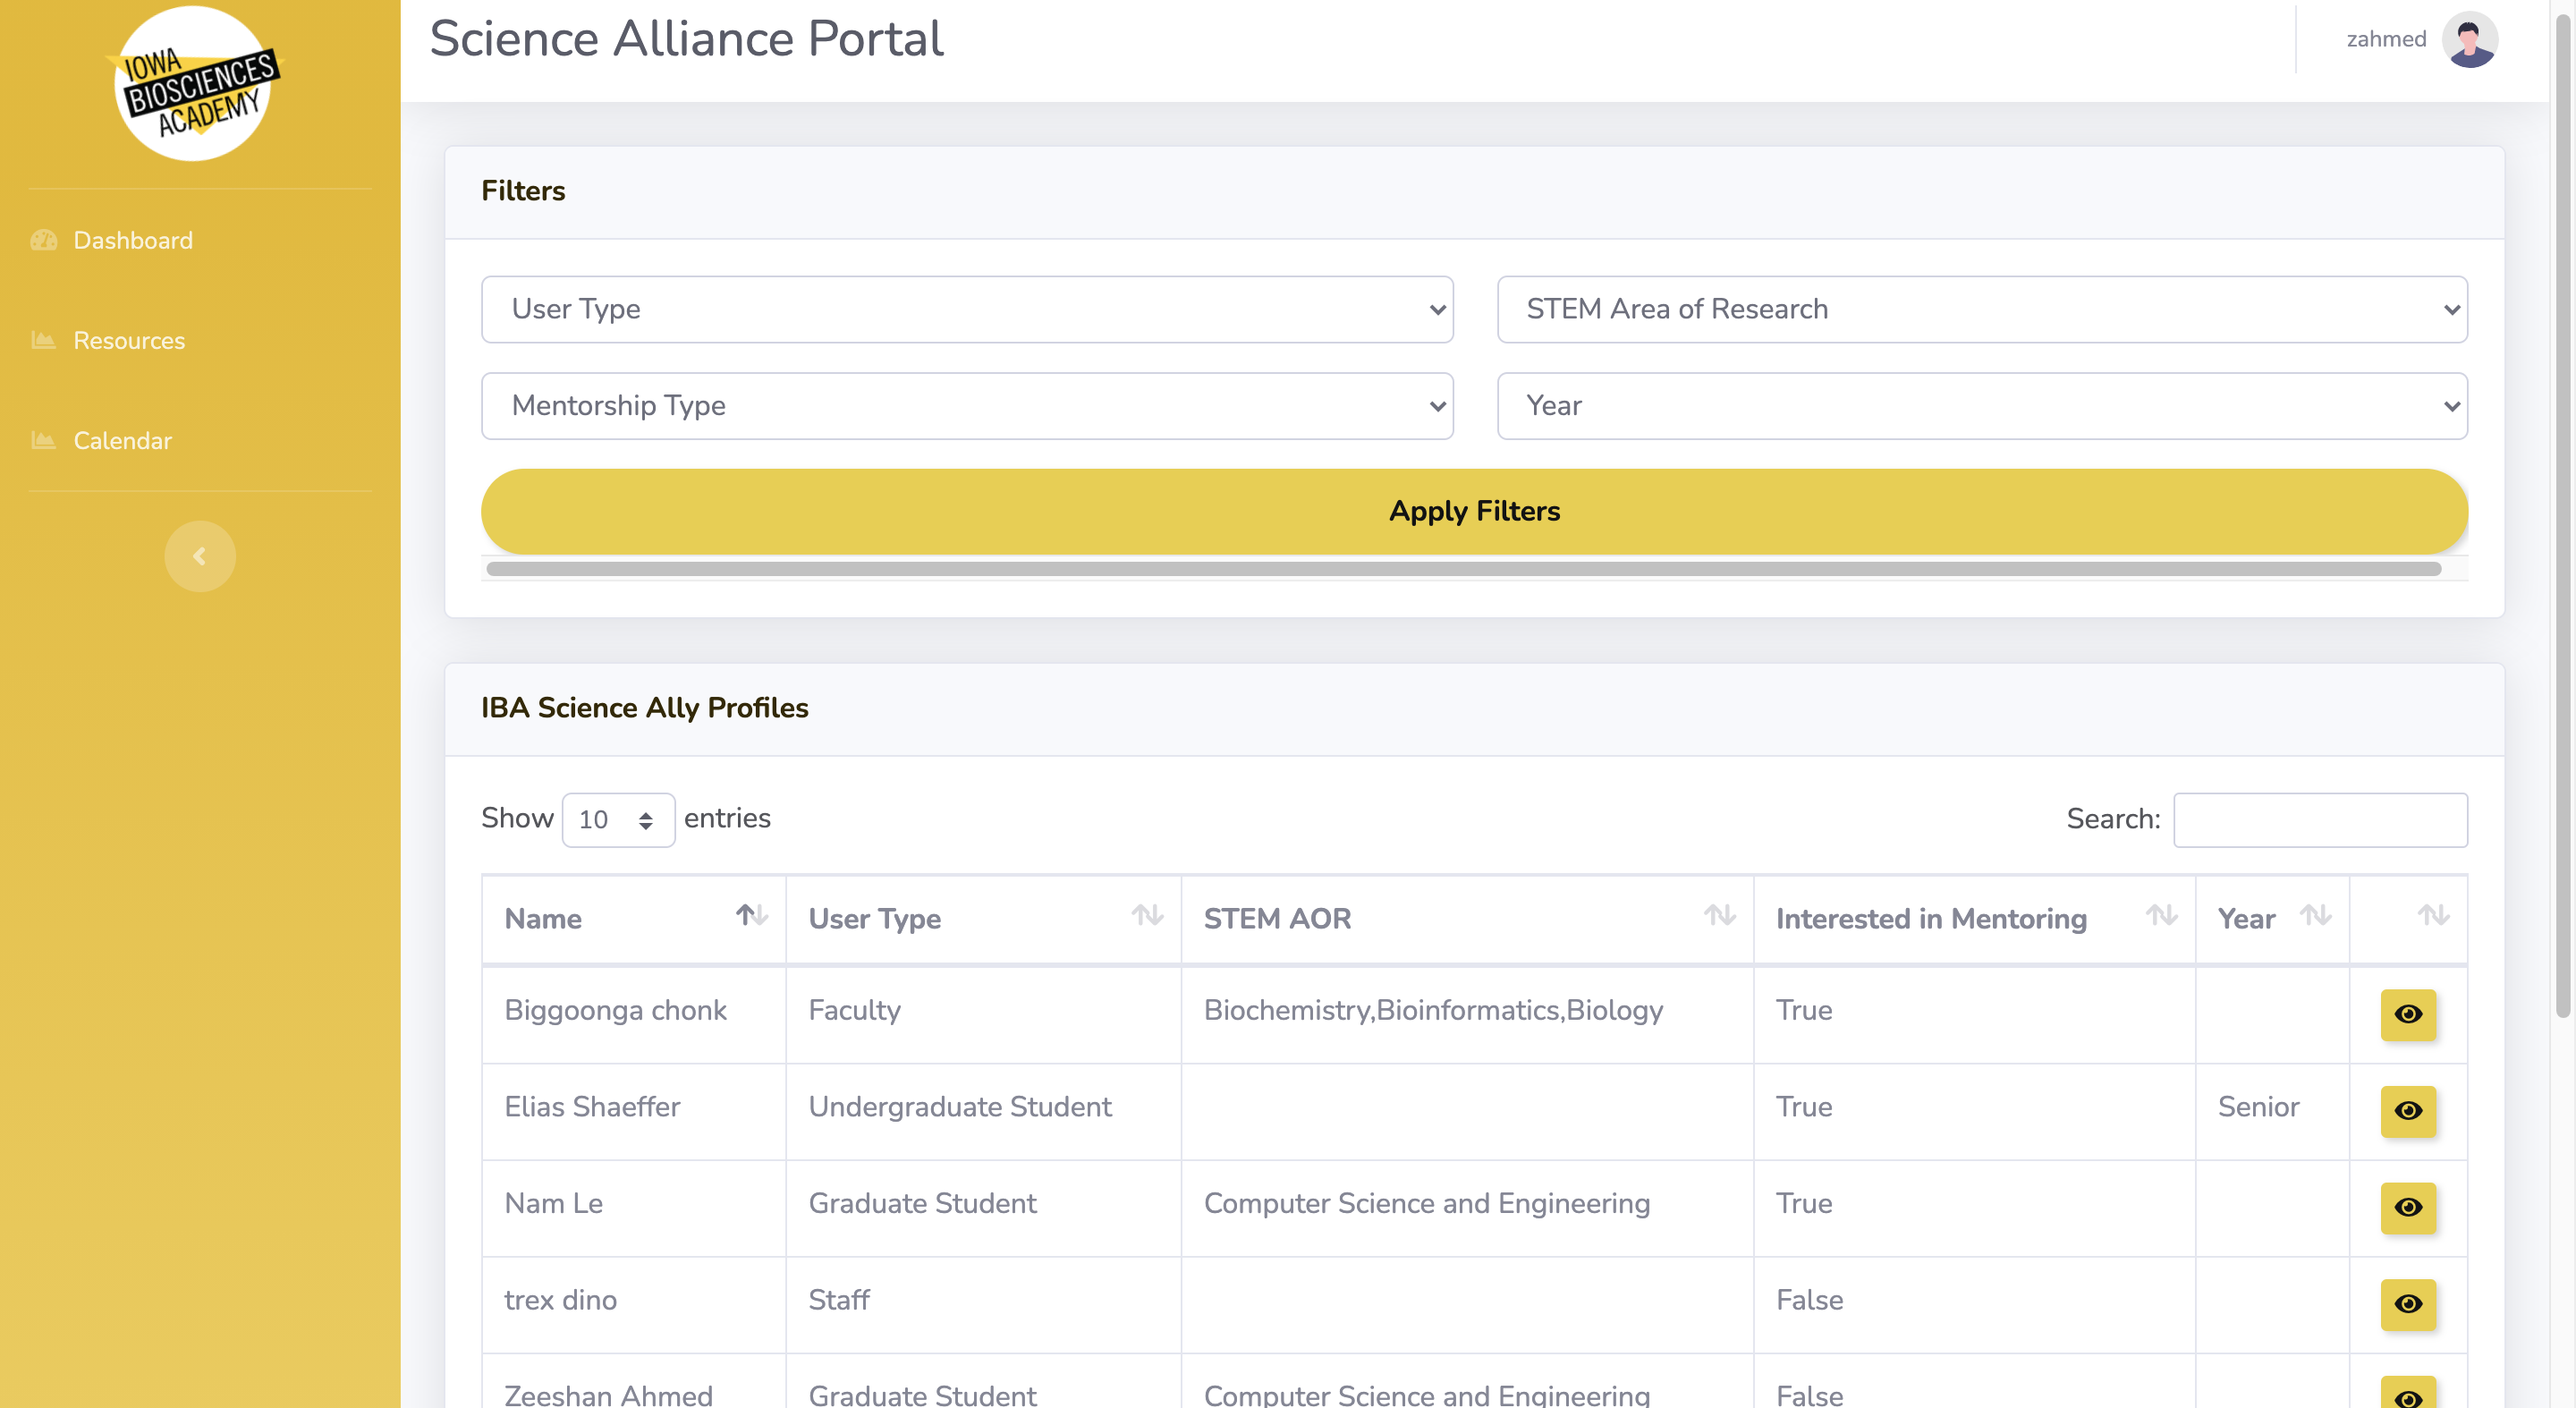 IOWA
BIOSCIENCES
ACADEMY
Dashboard
Resources
Calendar
Science Alliance Portal
zahmed
Filters
User Type
STEM Area of Research
Mentorship Type
Year
Apply Filters
IBA Science Ally Profiles
Show 10 entries
Search:
Name User Type STEM AOR Interested in Mentoring Year
Biggoonga chonk Faculty Biochemistry,Bioinformatics,Biology True
Elias Shaeffer Undergraduate Student True Senior
Nam Le Graduate Student Computer Science and Engineering True
trex dino Staff False
Zeeshan Ahmed Graduate Student Computer Science and Engineering False